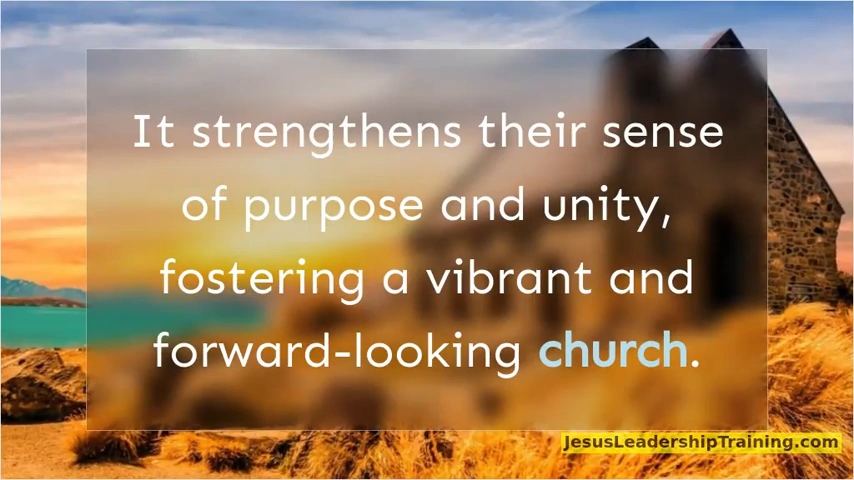 It strengthens their sense
of purpose and unity,
fostering a vibrant and
forward-looking church.
JesusLeadershipTraining.com